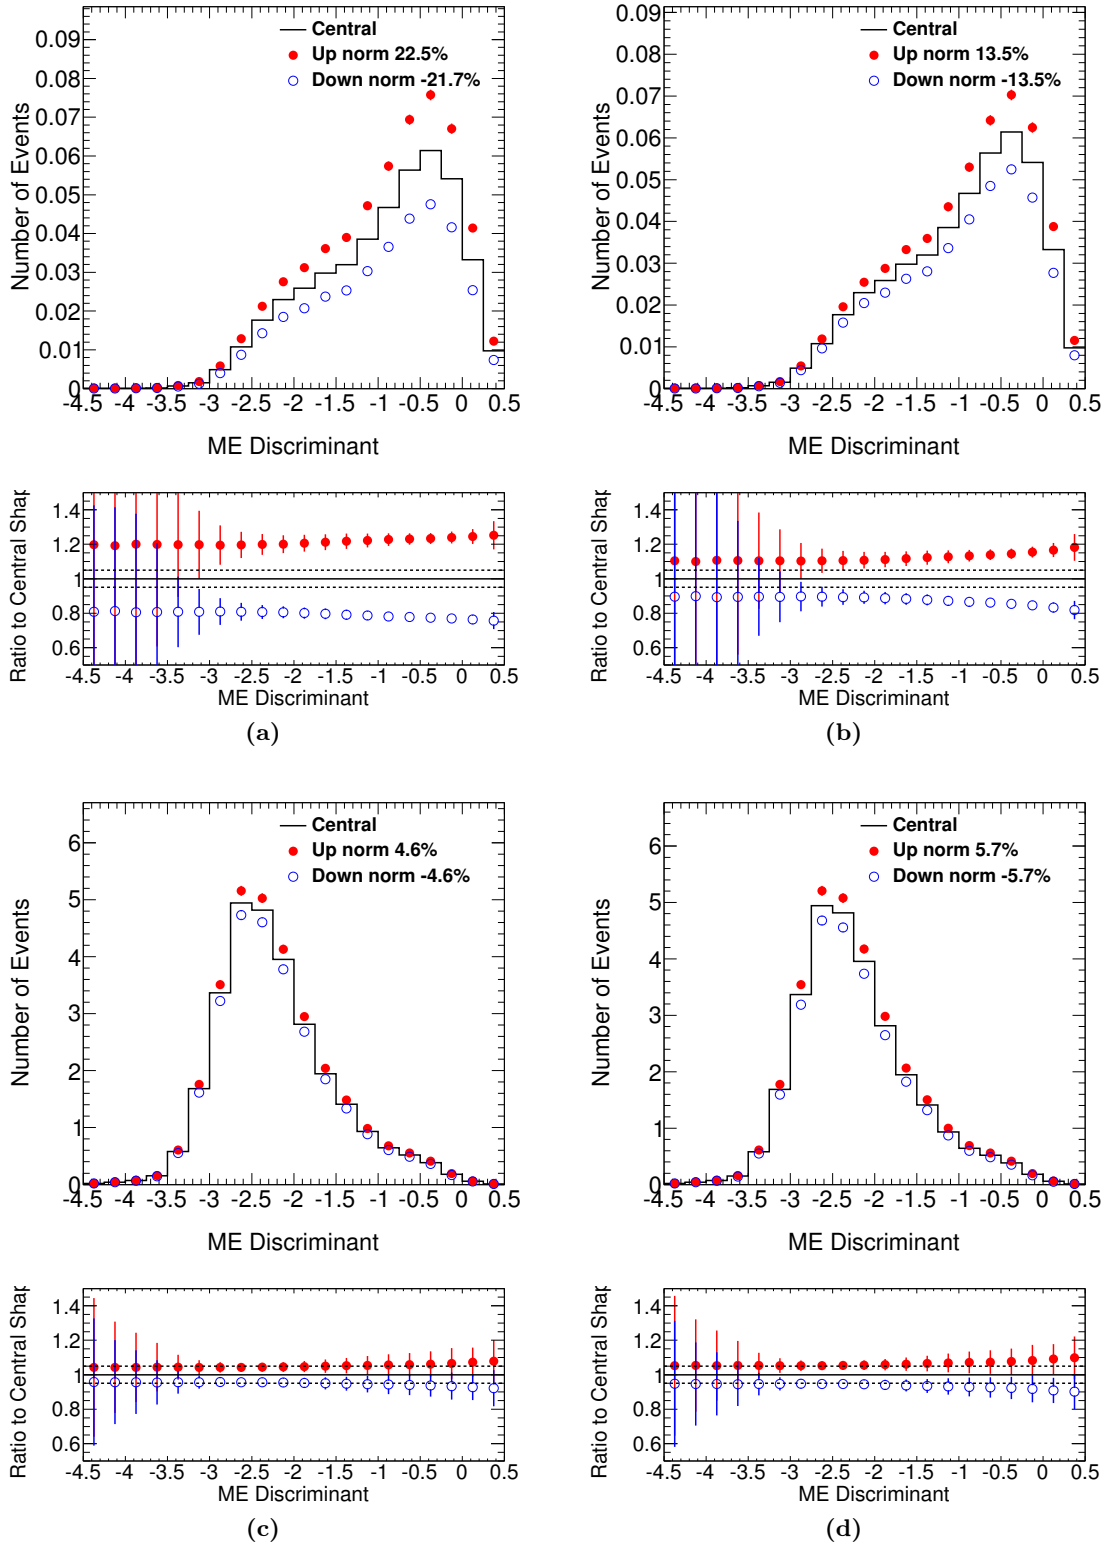 0.09
0.08
0.07
0.06
0.05
0.04
0.03
0.02
0.01
0
Number of Events
Central
Up norm 22.5%
Down norm -21.7%
-4.5 -4 -3.5 -3 -2.5 -2 -1.5 -1 -0.5 0 0.5
ME Discriminant
1.4
1.2
1
0.8
0.6
Ratio to Central Shap
-4.5 -4 -3.5 -3 -2.5 -2 -1.5 -1 -0.5 0 0.5
ME Discriminant
(a)
0.09
0.08
0.07
0.06
0.05
0.04
0.03
0.02
0.01
0
Number of Events
Central
Up norm 13.5%
Down norm -13.5%
-4.5 -4 -3.5 -3 -2.5 -2 -1.5 -1 -0.5 0 0.5
ME Discriminant
1.4
1.2
1
0.8
0.6
Ratio to Central Shap
-4.5 -4 -3.5 -3 -2.5 -2 -1.5 -1 -0.5 0 0.5
ME Discriminant
(b)
6
5
4
3
2
1
0
Number of Events
Central
Up norm 4.6%
Down norm -4.6%
-4.5 -4 -3.5 -3 -2.5 -2 -1.5 -1 -0.5 0 0.5
ME Discriminant
1.4
1.2
1
0.8
0.6
Ratio to Central Shap
-4.5 -4 -3.5 -3 -2.5 -2 -1.5 -1 -0.5 0 0.5
ME Discriminant
(c)
6
5
4
3
2
1
0
Number of Events
Central
Up norm 5.7%
Down norm -5.7%
-4.5 -4 -3.5 -3 -2.5 -2 -1.5 -1 -0.5 0 0.5
ME Discriminant
1.4
1.2
1
0.8
0.6
Ratio to Central Shap
-4.5 -4 -3.5 -3 -2.5 -2 -1.5 -1 -0.5 0 0.5
ME Discriminant
(d)